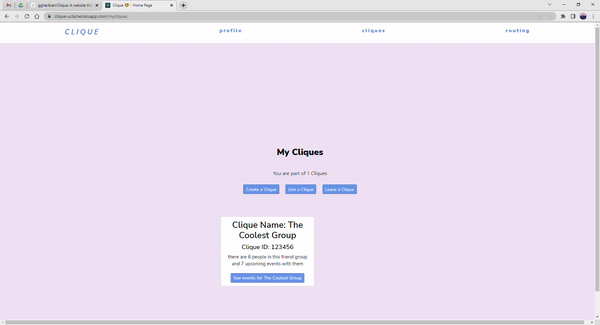 ggharibian/Clique: A website tha
Clique 😎 - Home Page
clique-ucla.herokuapp.com/mycliques
CLIQUE
profile
cliques
routing
My Cliques
You are part of 1 Cliques
Create a Clique
Join a Clique
Leave a Clique
Clique Name: The
Coolest Group
Clique ID: 123456
there are 8 people in this friend group
and 7 upcoming events with them
See events for The Coolest Group